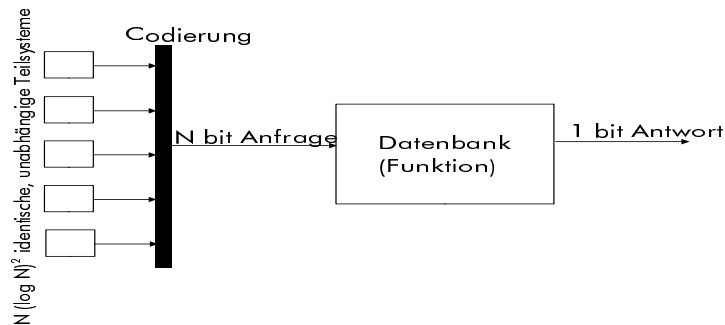 N (log N)² identische, unabhängige Teilsysteme
Codierung
N bit Anfrage
Datenbank
(Funktion)
1 bit Antwort